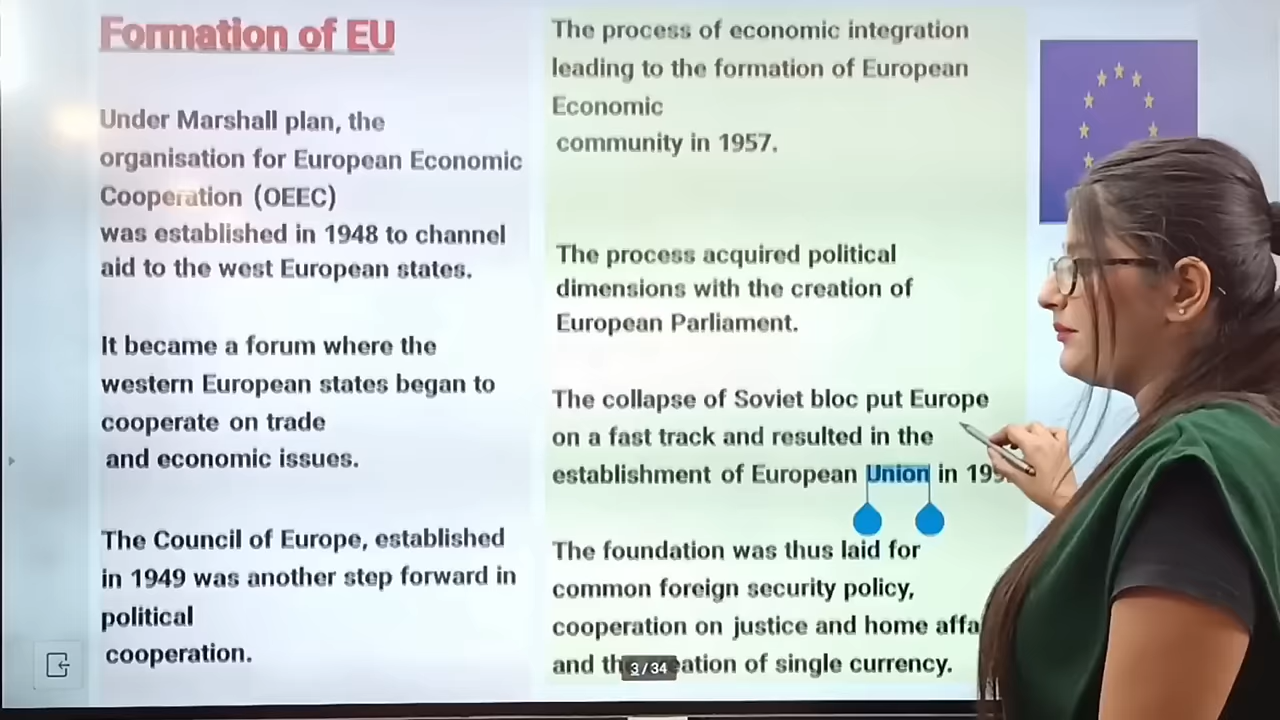 Formation of EU
Under Marshall plan, the
organisation for European Economic
Cooperation (OEEC)
was established in 1948 to channel
aid to the west European states.
It became a forum where the
western European states began to
cooperate on trade
and economic issues.
The Council of Europe, established
in 1949 was another step forward in
political
cooperation.
The process of economic integration
leading to the formation of European
Economic
community in 1957.
The process acquired political
dimensions with the creation of
European Parliament.
The collapse of Soviet bloc put Europe
on a fast track and resulted in the
establishment of European Union in
The foundation was thus laid for
common foreign security policy,
cooperation on justice and home
and of single currency.
3/34